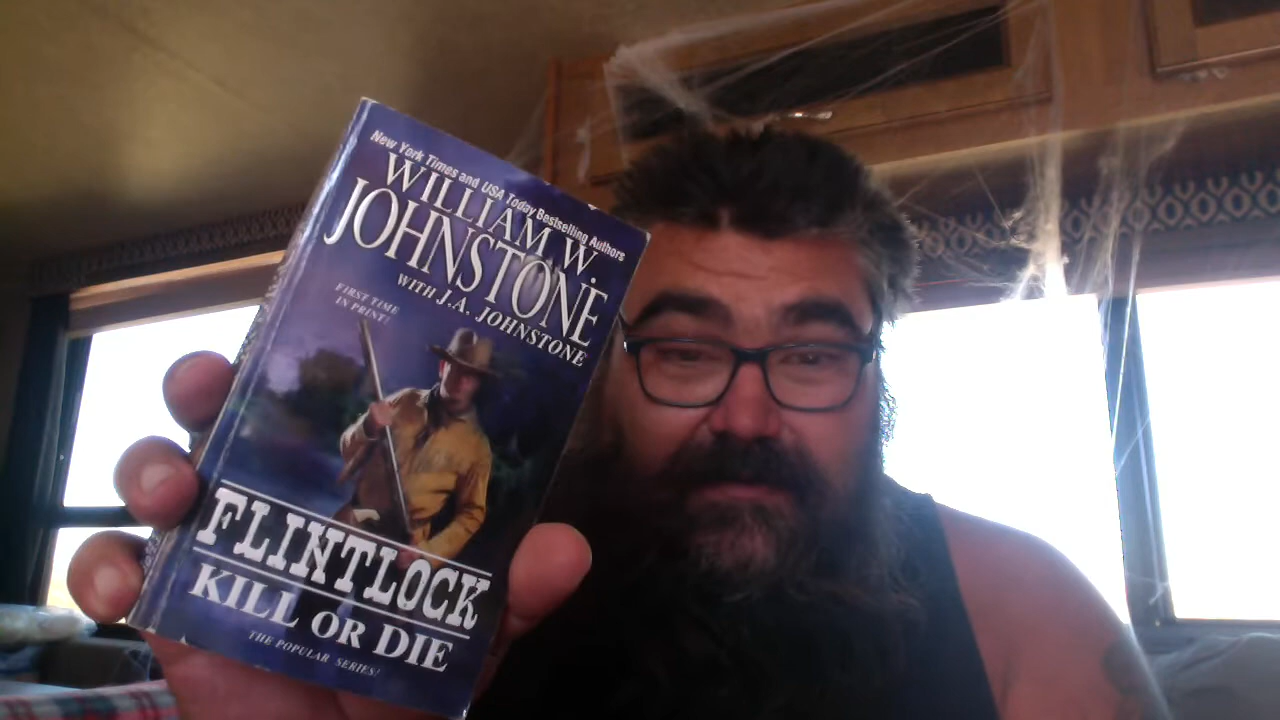 New York Times and USA Today Bestselling Authors
WILLIAM W.
JOHNSTONE
WITH J.A. JOHNSTONE
FIRST TIME
IN PRINT!
FLINTLOCK
KILL OR DIE
THE POPULAR SERIES!